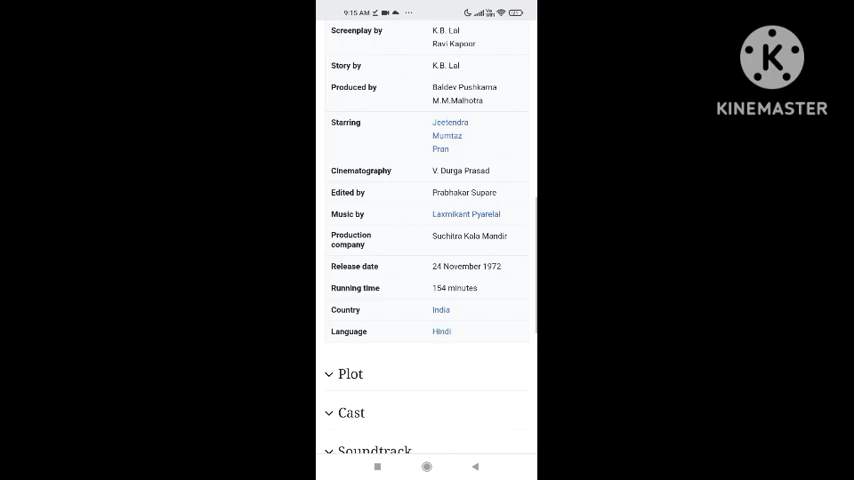 9:15 AM
K
KINEMASTER
Screenplay by K.B. Lal
Ravi Kapoor
Story by K.B. Lal
Produced by Baldev Pushkarna
M.M.Malhotra
Starring Jeetendra
Mumtaz
Pran
Cinematography V. Durga Prasad
Edited by Prabhakar Supare
Music by Laxmikant Pyarelal
Production Suchitra Kala Mandir
company
Release date 24 November 1972
Running time 154 minutes
Country India
Language Hindi
Plot
Cast
Soundtrack